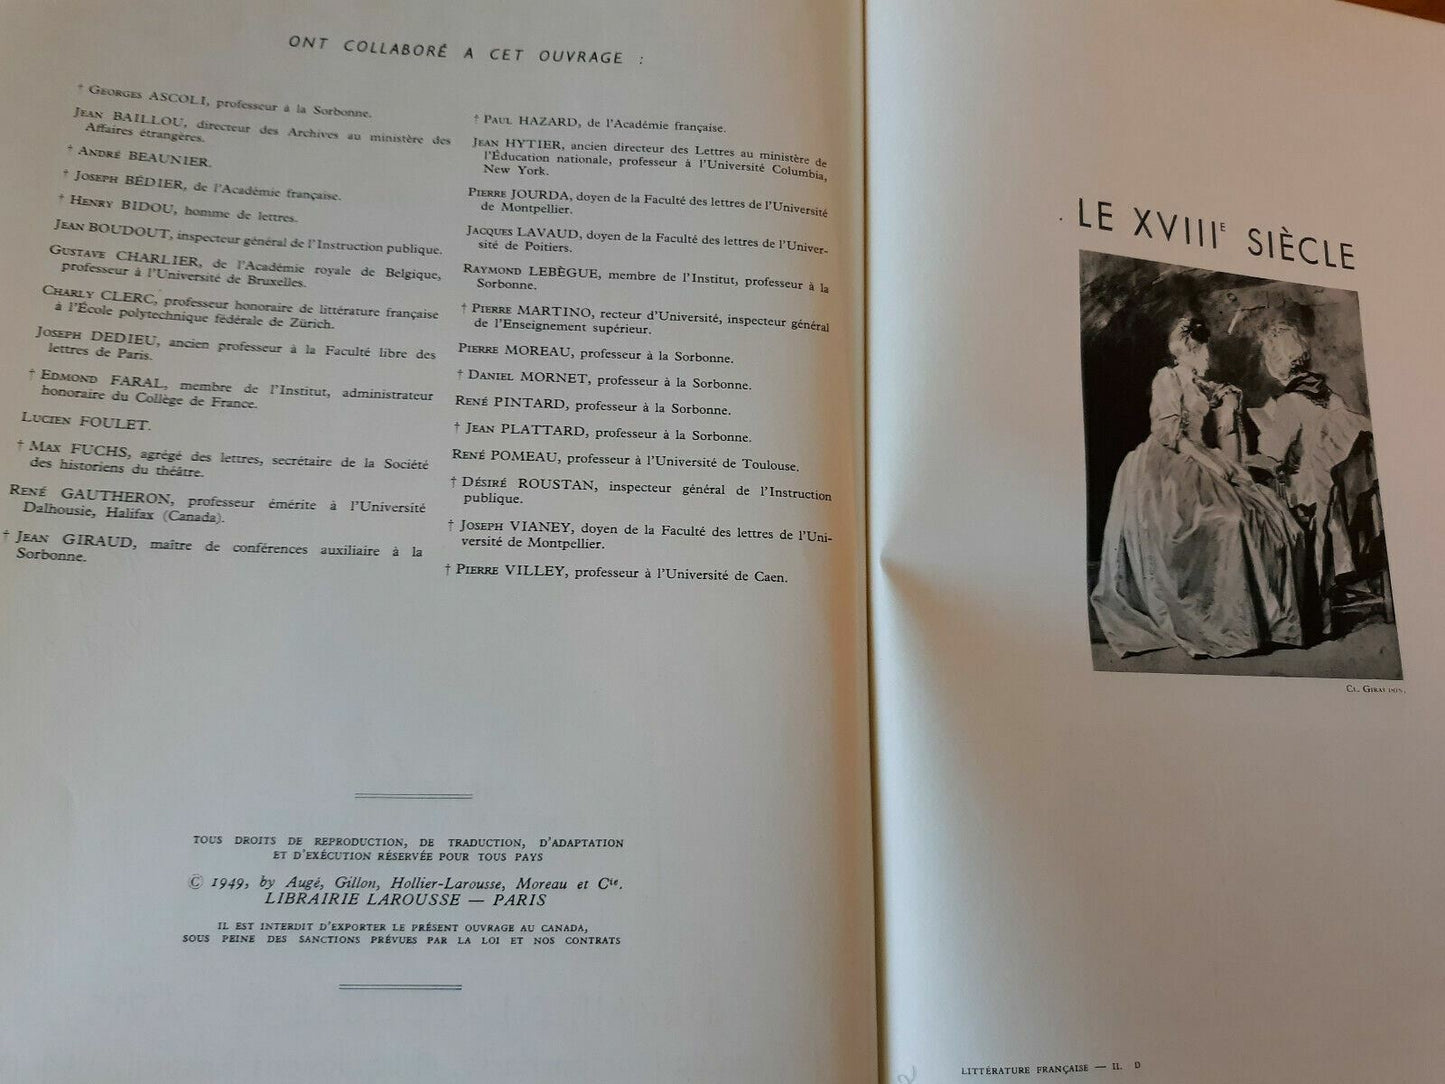 ONT COLLABORÉ A CET OUVRAGE :
† Georges ASCOLI, professeur à la Sorbonne.
Jean BAILLOU, directeur des Archives au ministère des
Affaires étrangères.
† André BEAUNIER.
† Joseph BÉDIER, de l'Académie française.
† Henry BIDOU, homme de lettres.
Jean BOUDOUT, inspecteur général de l'Instruction publique.
Gustave CHARLIER, de l'Académie royale de Belgique,
professeur à l'Université de Bruxelles.
Charly CLERC, professeur honoraire de littérature française
à l'École polytechnique fédérale de Zürich.
Joseph DEDIEU, ancien professeur à la Faculté libre des
lettres de Paris.
† Edmond FARAL, membre de l'Institut, administrateur
honoraire du Collège de France.
Lucien FOULET.
† Max FUCHS, agrégé des lettres, secrétaire de la Société
des historiens du théâtre.
René GAUTHERON, professeur émérite à l'Université
Dalhousie, Halifax (Canada).
† Jean GIRAUD, maître de conférences auxiliaire à la
Sorbonne.
† Paul HAZARD, de l'Académie française.
Jean HYTIER, ancien directeur des Lettres au ministère de
l'Éducation nationale, professeur à l'Université Columbia,
New York.
Pierre JOURDA, doyen de la Faculté des lettres de l'Université
de Montpellier.
Jacques LAVAUD, doyen de la Faculté des lettres de l'Univer-
sité de Poitiers.
Raymond LEBÈGUE, membre de l'Institut, professeur à la
Sorbonne.
† Pierre MARTINO, recteur d'Université, inspecteur général
de l'Enseignement supérieur.
Pierre MOREAU, professeur à la Sorbonne.
† Daniel MORNET, professeur à la Sorbonne.
René PINTARD, professeur à la Sorbonne.
† Jean PLATTARD, professeur à la Sorbonne.
René POMEAU, professeur à l'Université de Toulouse.
† Désiré ROUSTAN, inspecteur général de l'Instruction
publique.
† Joseph VIANEY, doyen de la Faculté des lettres de l'Uni-
versité de Montpellier.
† Pierre VILLEY, professeur à l'Université de Caen.
TOUS DROITS DE REPRODUCTION, DE TRADUCTION, D'ADAPTATION
ET D'EXÉCUTION RÉSERVÉE POUR TOUS PAYS
© 1949, by Augé, Gillon, Hollier-Larousse, Moreau et Cie.
LIBRAIRIE LAROUSSE — PARIS
IL EST INTERDIT D'EXPORTER LE PRÉSENT OUVRAGE AU CANADA,
SOUS PEINE DES SANCTIONS PRÉVUES PAR LA LOI ET NOS CONTRATS
LE XVIIIE SIÈCLE
Cl. Giraudon.
LITTÉRATURE FRANÇAISE — II. D